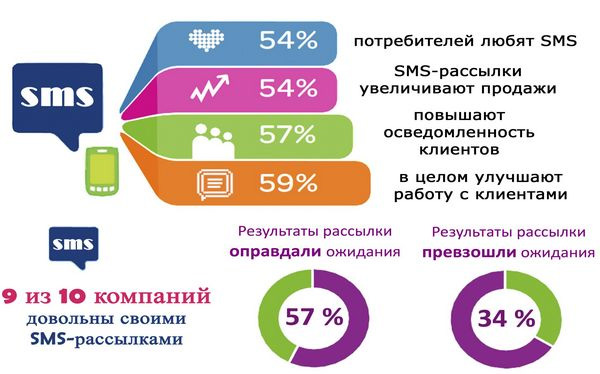 sms
54%
потребителей любят SMS
54%
SMS-рассылки
увеличивают продажи
57%
повышают
осведомленность
клиентов
59%
в целом улучшают
работу с клиентами
sms
9 из 10 компаний
довольны своими
SMS-рассылками
Результаты рассылки
оправдали ожидания
57 %
Результаты рассылки
превзошли ожидания
34 %